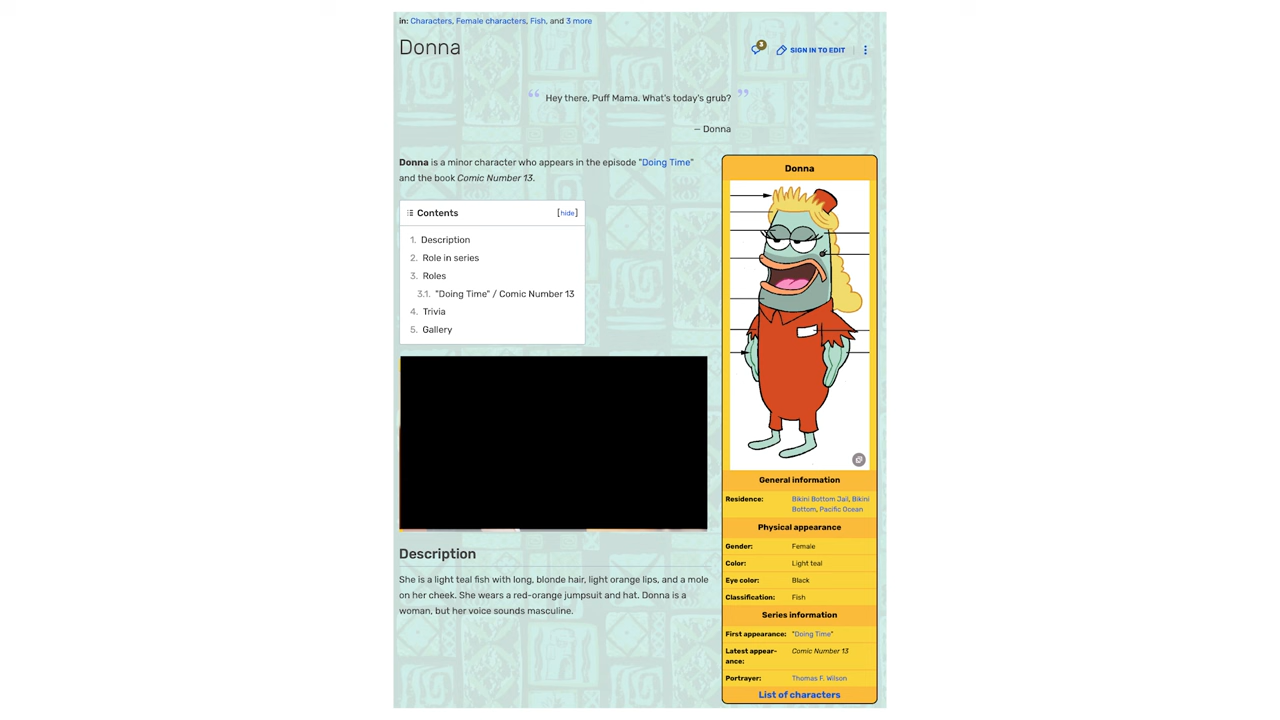 in: Characters, Female characters, Fish, and 3 more
Donna
3
SIGN IN TO EDIT
“ Hey there, Puff Mama. What's today's grub? ”
— Donna
Donna is a minor character who appears in the episode "Doing Time"
and the book Comic Number 13.
Contents [hide]
1. Description
2. Role in series
3. Roles
3.1. "Doing Time" / Comic Number 13
4. Trivia
5. Gallery
Description
She is a light teal fish with long, blonde hair, light orange lips, and a mole
on her cheek. She wears a red-orange jumpsuit and hat. Donna is a
woman, but her voice sounds masculine.
Donna
General information
Residence: Bikini Bottom Jail, Bikini
Bottom, Pacific Ocean
Physical appearance
Gender: Female
Color: Light teal
Eye color: Black
Classification: Fish
Series information
First appearance: "Doing Time"
Latest appear- Comic Number 13
ance:
Portrayer: Thomas F. Wilson
List of characters